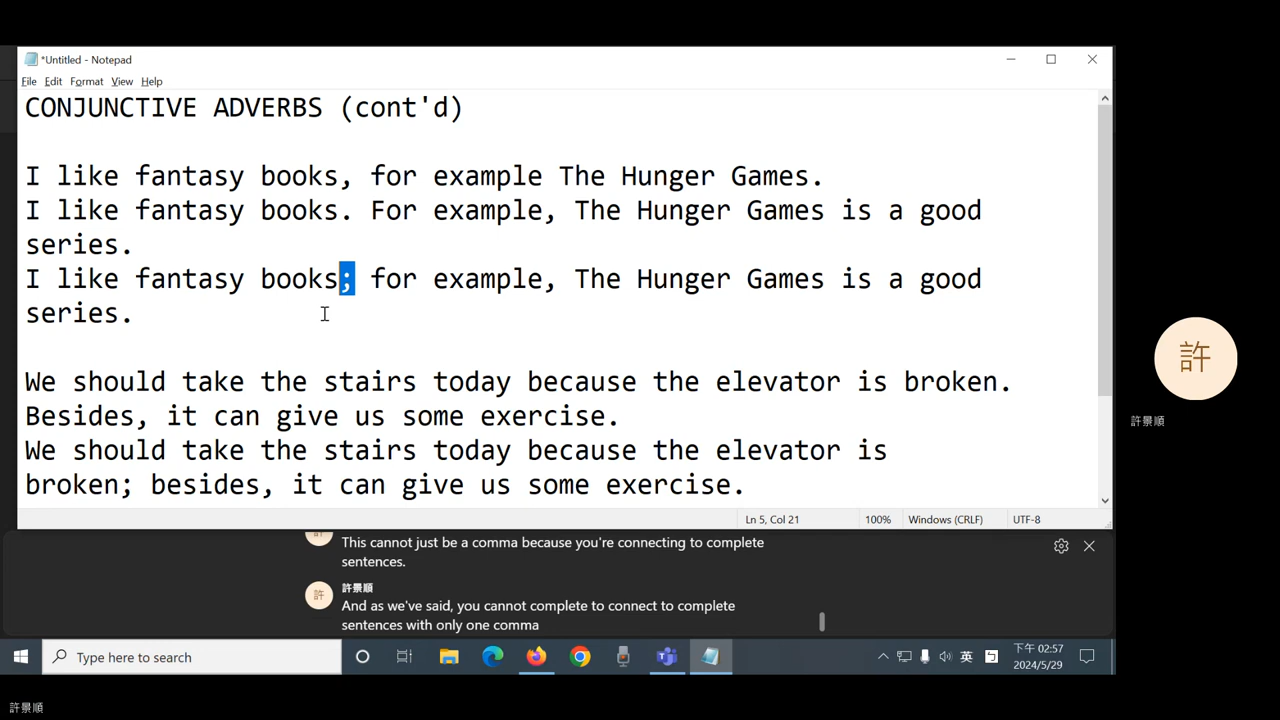 *Untitled - Notepad
File Edit Format View Help
CONJUNCTIVE ADVERBS (cont'd)
I like fantasy books, for example The Hunger Games.
I like fantasy books. For example, The Hunger Games is a good
series.
I like fantasy books; for example, The Hunger Games is a good
series.
We should take the stairs today because the elevator is broken.
Besides, it can give us some exercise.
We should take the stairs today because the elevator is
broken; besides, it can give us some exercise.
Ln 5, Col 21 100% Windows (CRLF) UTF-8
許
許景順
This cannot just be a comma because you're connecting to complete
sentences.
許景順
許
And as we've said, you cannot complete to connect to complete
sentences with only one comma
Type here to search
英
下午 02:57
2024/5/29
許景順